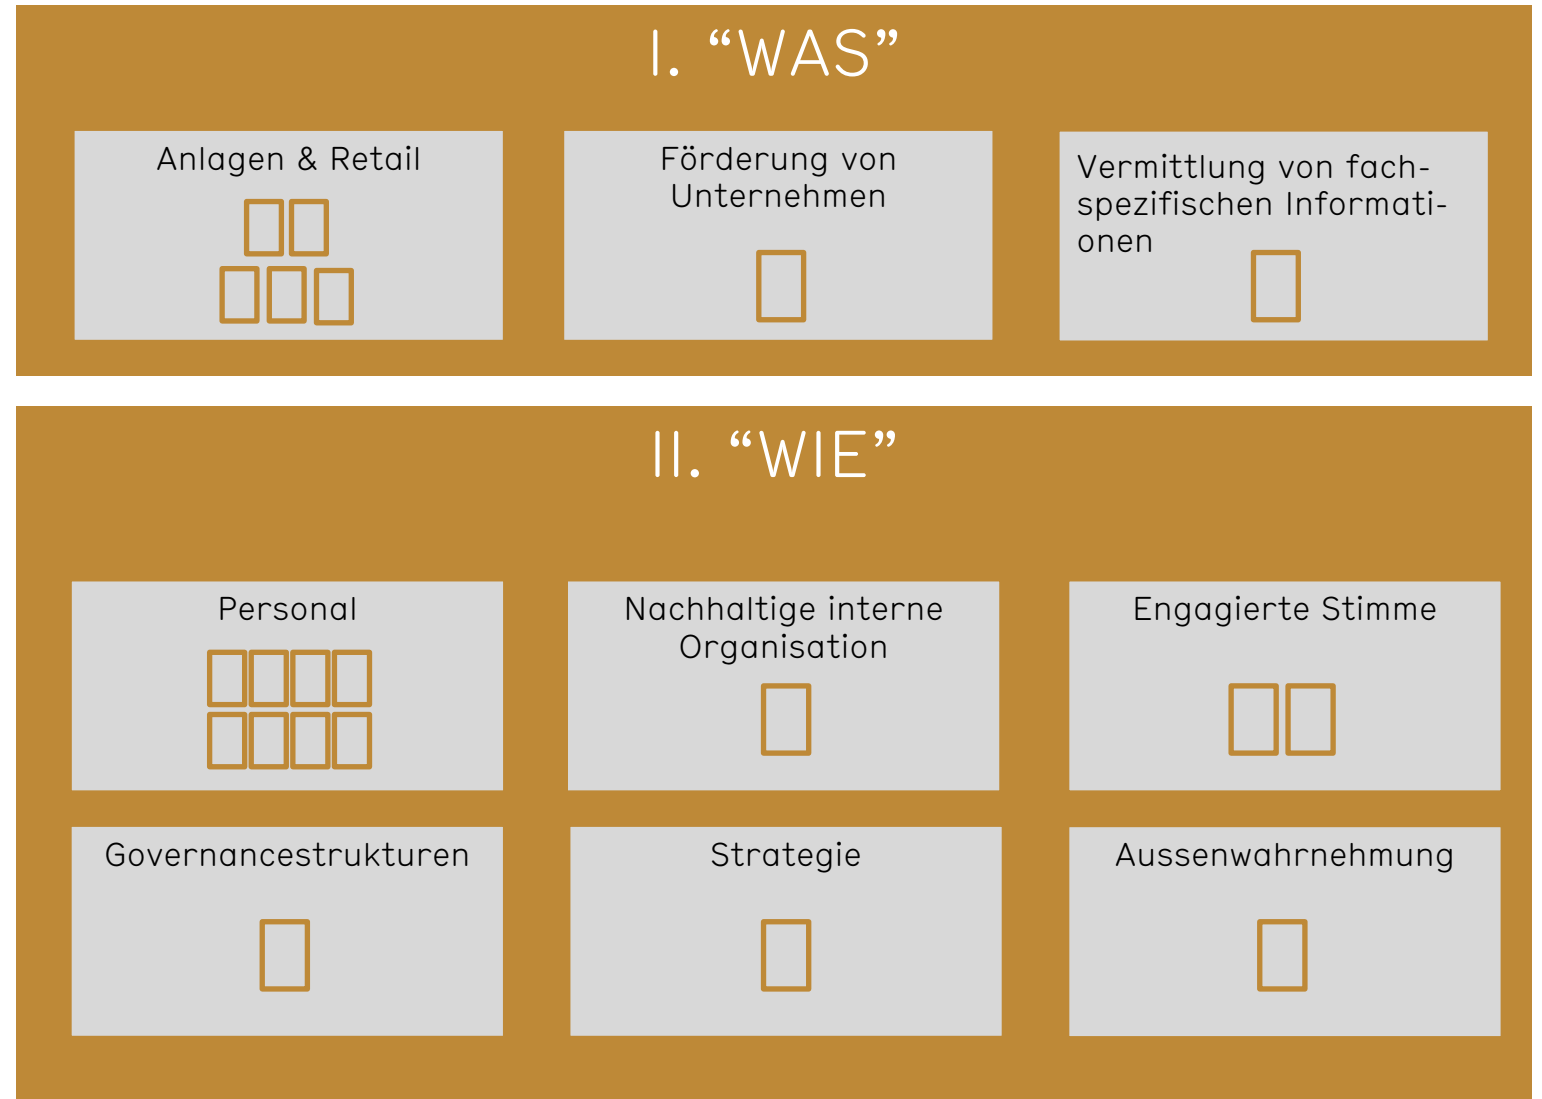 I. “WAS”
Anlagen & Retail
Förderung von
Unternehmen
Vermittlung von fach-
spezifischen Informati-
onen
II. “WIE”
Personal
Nachhaltige interne
Organisation
Engagierte Stimme
Governancestrukturen
Strategie
Aussenwahrnehmung